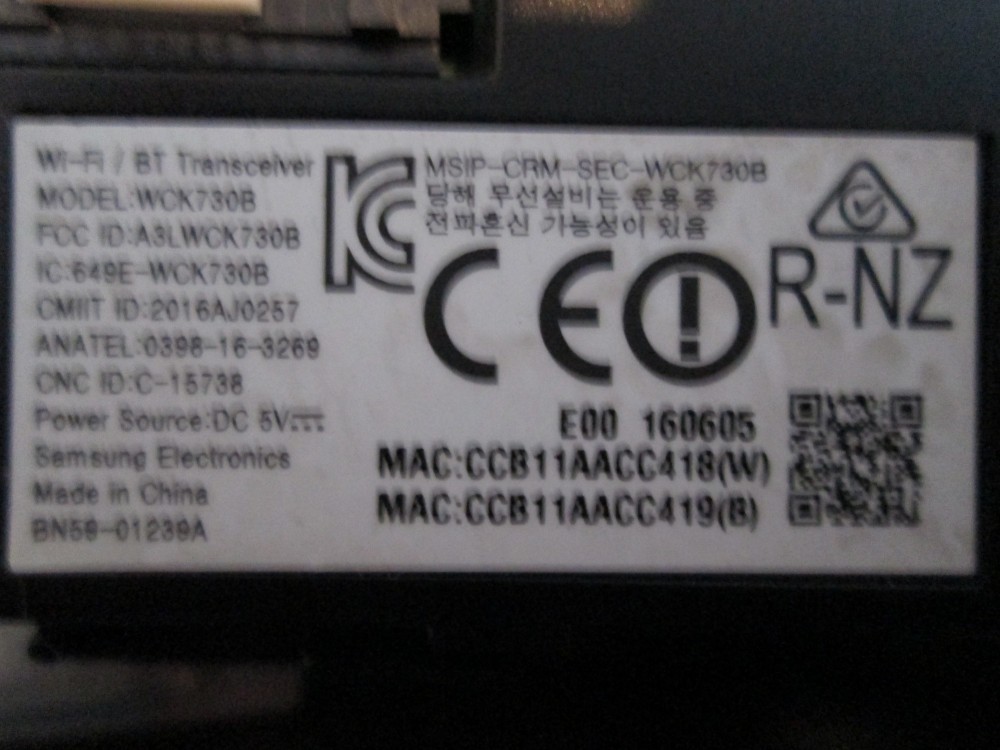 Wi-Fi / BT Transceiver
MODEL:WCK730B
FCC ID:A3LWCK730B
IC:649E-WCK730B
CMIIT ID:2016AJ0257
ANATEL:0398-16-3269
CNC ID:C-15738
Power Source:DC 5V⎓
Samsung Electronics
Made in China
BN59-01239A
MSIP-CRM-SEC-WCK730B
당해 무선설비는 운용 중
전파혼신 가능성이 있음
R-NZ
E00 160605
MAC:CCB11AACC418(W)
MAC:CCB11AACC419(B)